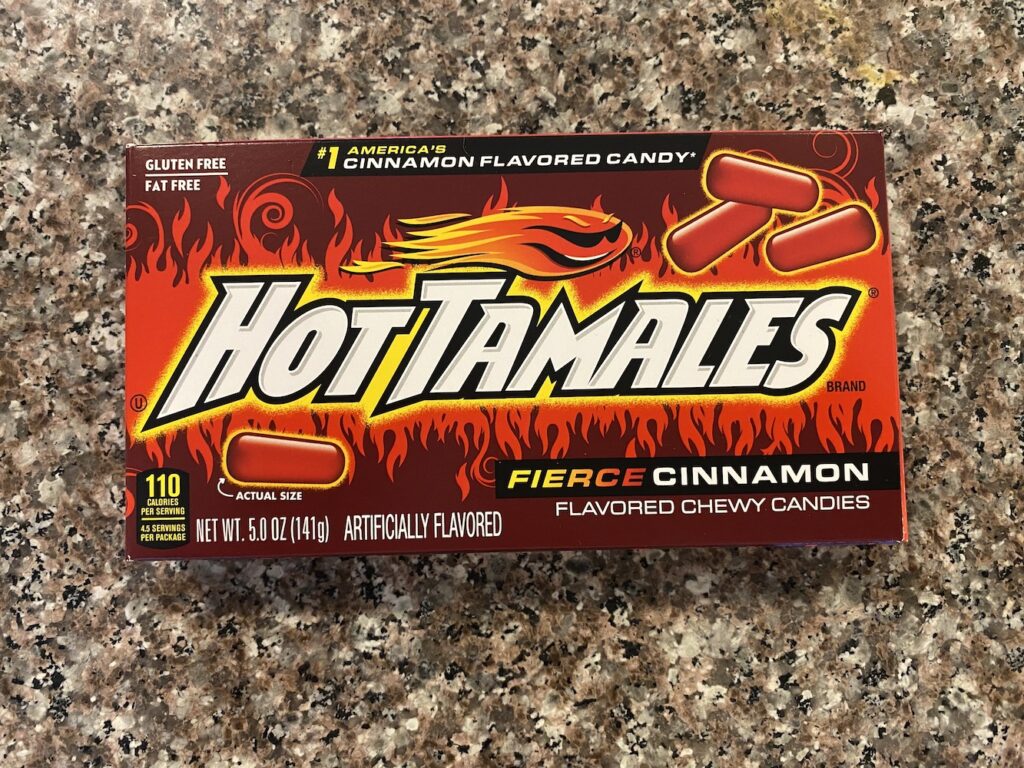 GLUTEN FREE
FAT FREE
#1 AMERICA'S
CINNAMON FLAVORED CANDY*
®
HOT TAMALES®
BRAND
U
ACTUAL SIZE
FIERCE CINNAMON
FLAVORED CHEWY CANDIES
110
CALORIES
PER SERVING
4.5 SERVINGS
PER PACKAGE
NET WT. 5.0 OZ (141g) ARTIFICIALLY FLAVORED